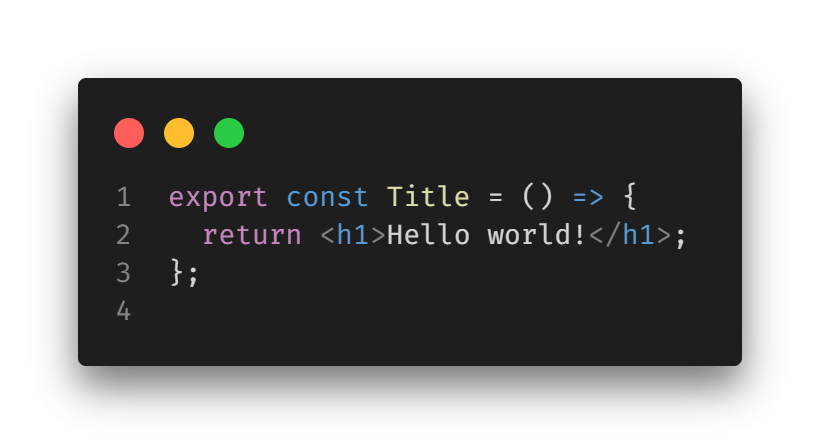 1 export const Title = () => {
2   return <h1>Hello world!</h1>;
3 };
4